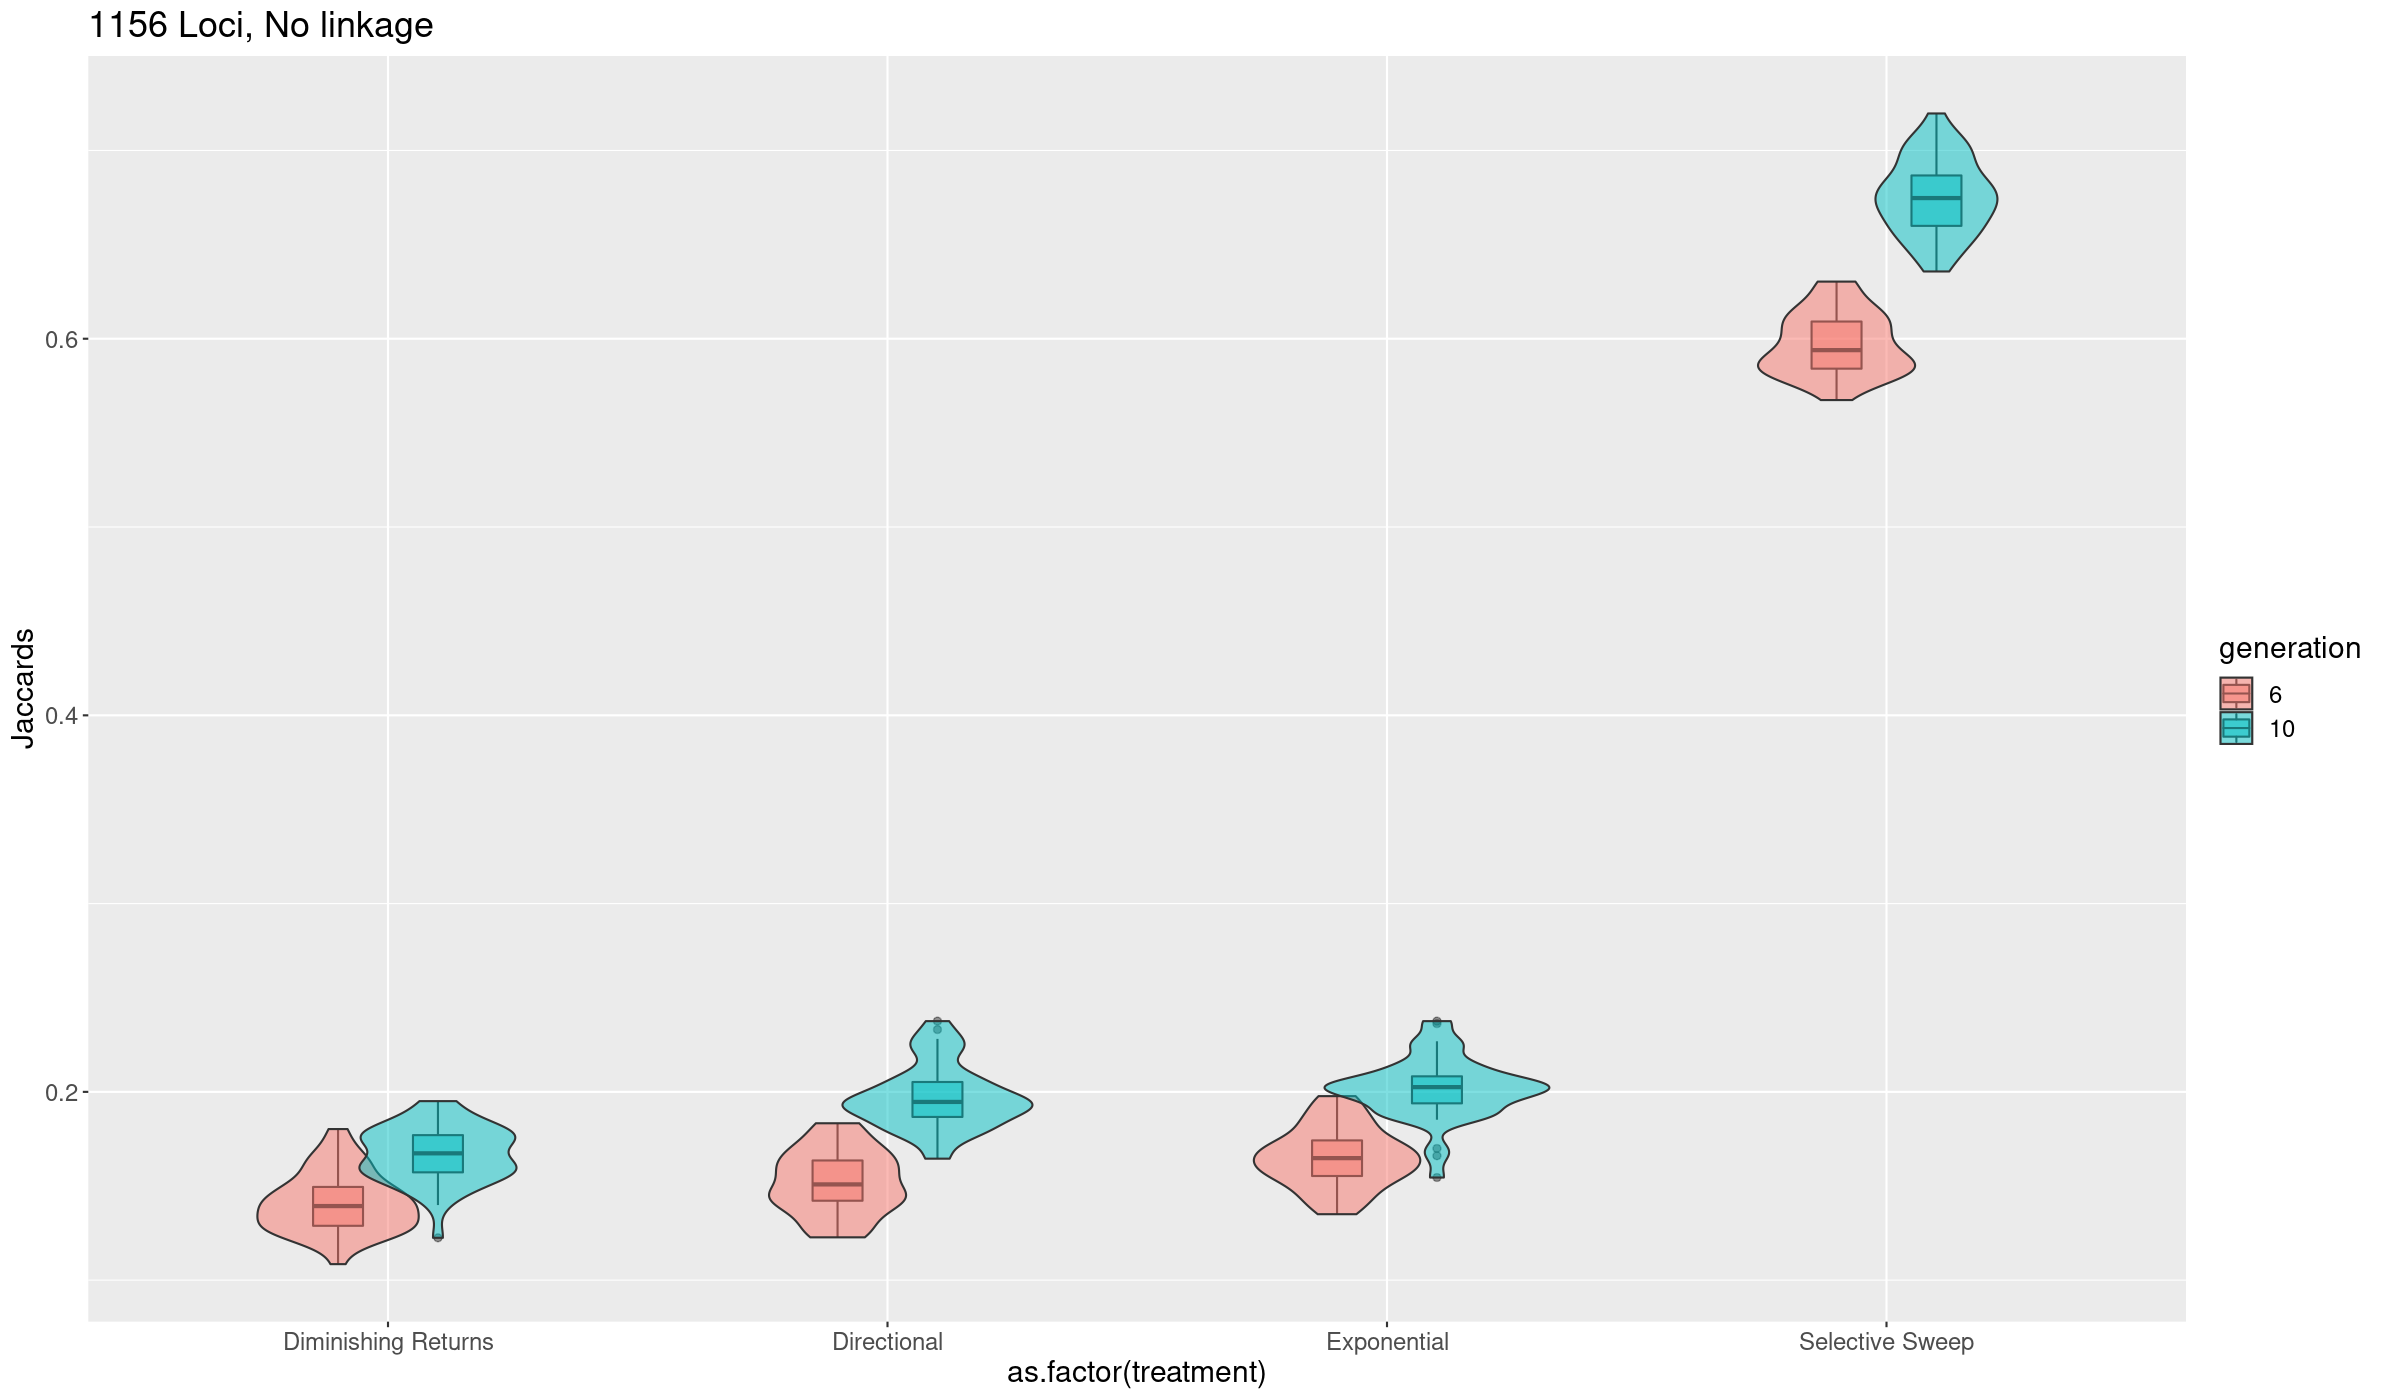 1156 Loci, No linkage
Jaccards
0.6
0.4
0.2
Diminishing Returns
Directional
Exponential
Selective Sweep
as.factor(treatment)
generation
6
10